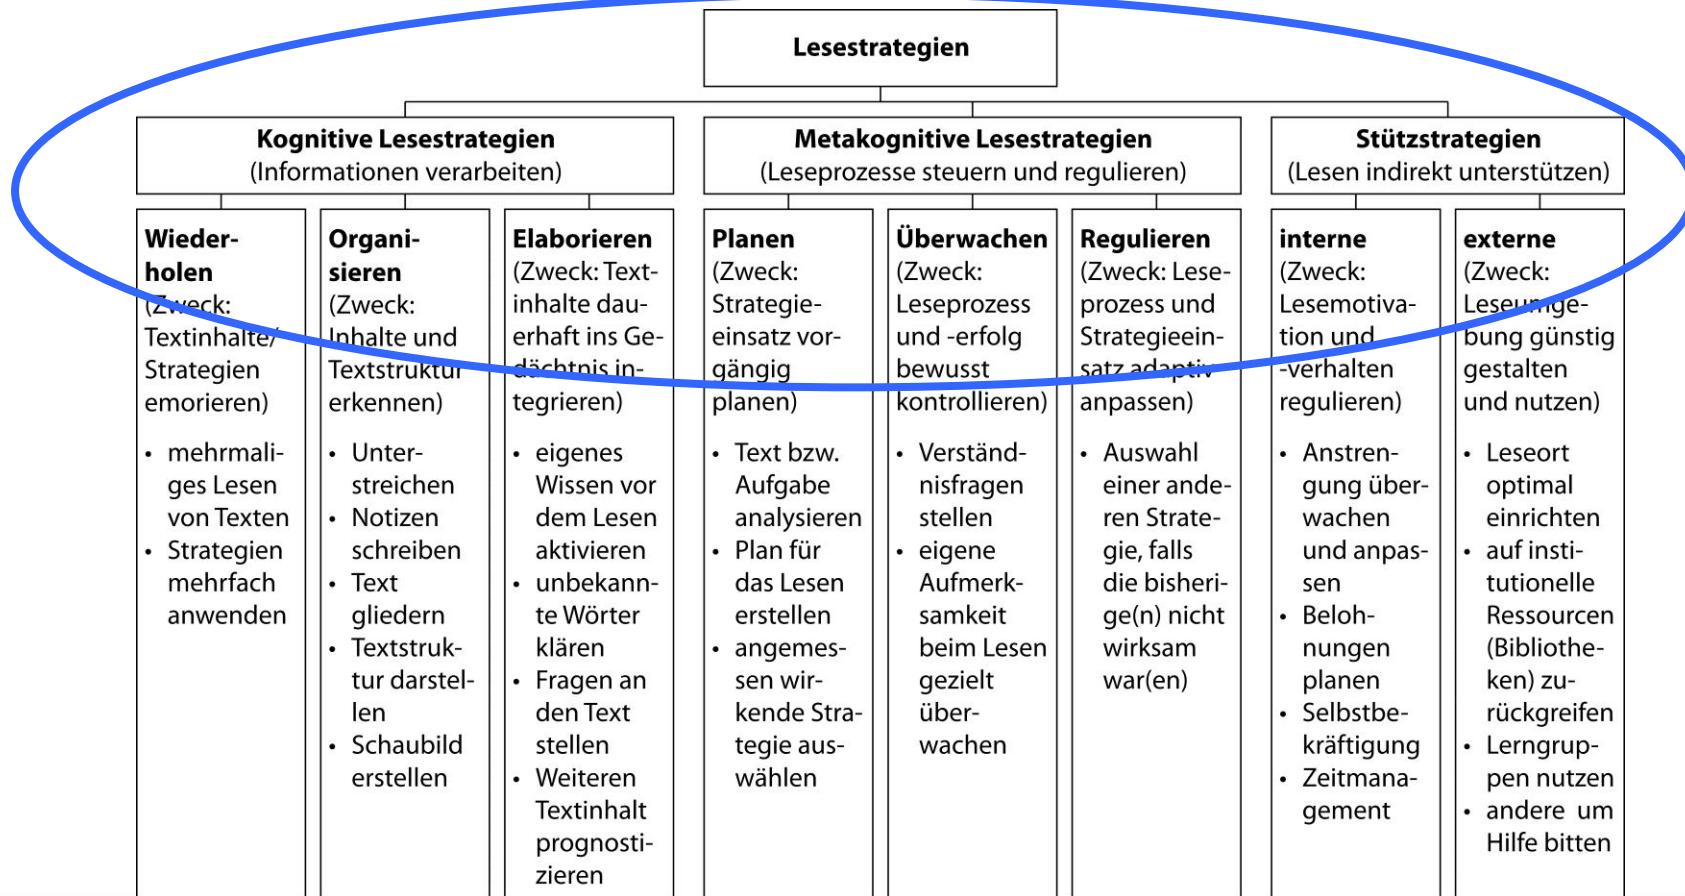 Lesestrategien
Kognitive Lesestrategien
(Informationen verarbeiten)
Metakognitive Lesestrategien
(Leseprozesse steuern und regulieren)
Stützstrategien
(Lesen indirekt unterstützen)
Wieder-
holen
(Zweck:
Textinhalte/
Strategien
emorieren)
• mehrmali-
ges Lesen
von Texten
• Strategien
mehrfach
anwenden
Organi-
sieren
(Zweck:
Inhalte und
Textstruktur
erkennen)
• Unter-
streichen
• Notizen
schreiben
• Text
gliedern
• Textstruk-
tur darstel-
len
• Schaubild
erstellen
Elaborieren
(Zweck: Text-
inhalte dau-
erhaft ins Ge-
dächtnis in-
tegrieren)
• eigenes
Wissen vor
dem Lesen
aktivieren
• unbekann-
te Wörter
klären
• Fragen an
den Text
stellen
• Weiteren
Textinhalt
prognosti-
zieren
Planen
(Zweck:
Strategie-
einsatz vor-
gängig
planen)
• Text bzw.
Aufgabe
analysieren
• Plan für
das Lesen
erstellen
• angemes-
sen wir-
kende Stra-
tegie aus-
wählen
Überwachen
(Zweck:
Leseprozess
und -erfolg
bewusst
kontrollieren)
• Verständ-
nisfragen
stellen
• eigene
Aufmerk-
samkeit
beim Lesen
gezielt
über-
wachen
Regulieren
(Zweck: Lese-
prozess und
Strategieein-
satz adaptiv
anpassen)
• Auswahl
einer ande-
ren Strate-
gie, falls
die bisheri-
ge(n) nicht
wirksam
war(en)
interne
(Zweck:
Lesemotiva-
tion und
-verhalten
regulieren)
• Anstren-
gung über-
wachen
und anpas-
sen
• Beloh-
nungen
planen
• Selbstbe-
kräftigung
• Zeitmana-
gement
externe
(Zweck:
Leseumge-
bung günstig
gestalten
und nutzen)
• Leseort
optimal
einrichten
• auf insti-
tutionelle
Ressourcen
(Bibliothe-
ken) zu-
rückgreifen
• Lerngrup-
pen nutzen
• andere um
Hilfe bitten